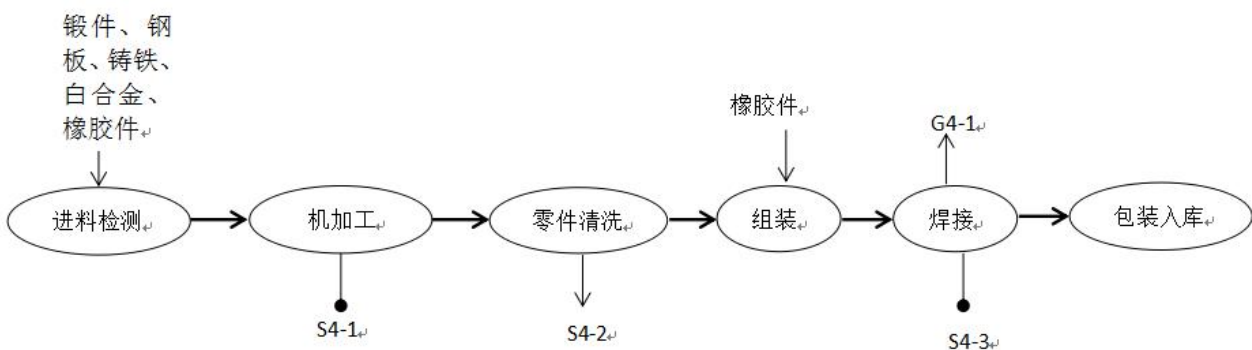 锻件、钢
板、铸铁、
白合金、
橡胶件
橡胶件
G4-1
进料检测
机加工
零件清洗
组装
焊接
包装入库
S4-1
S4-2
S4-3